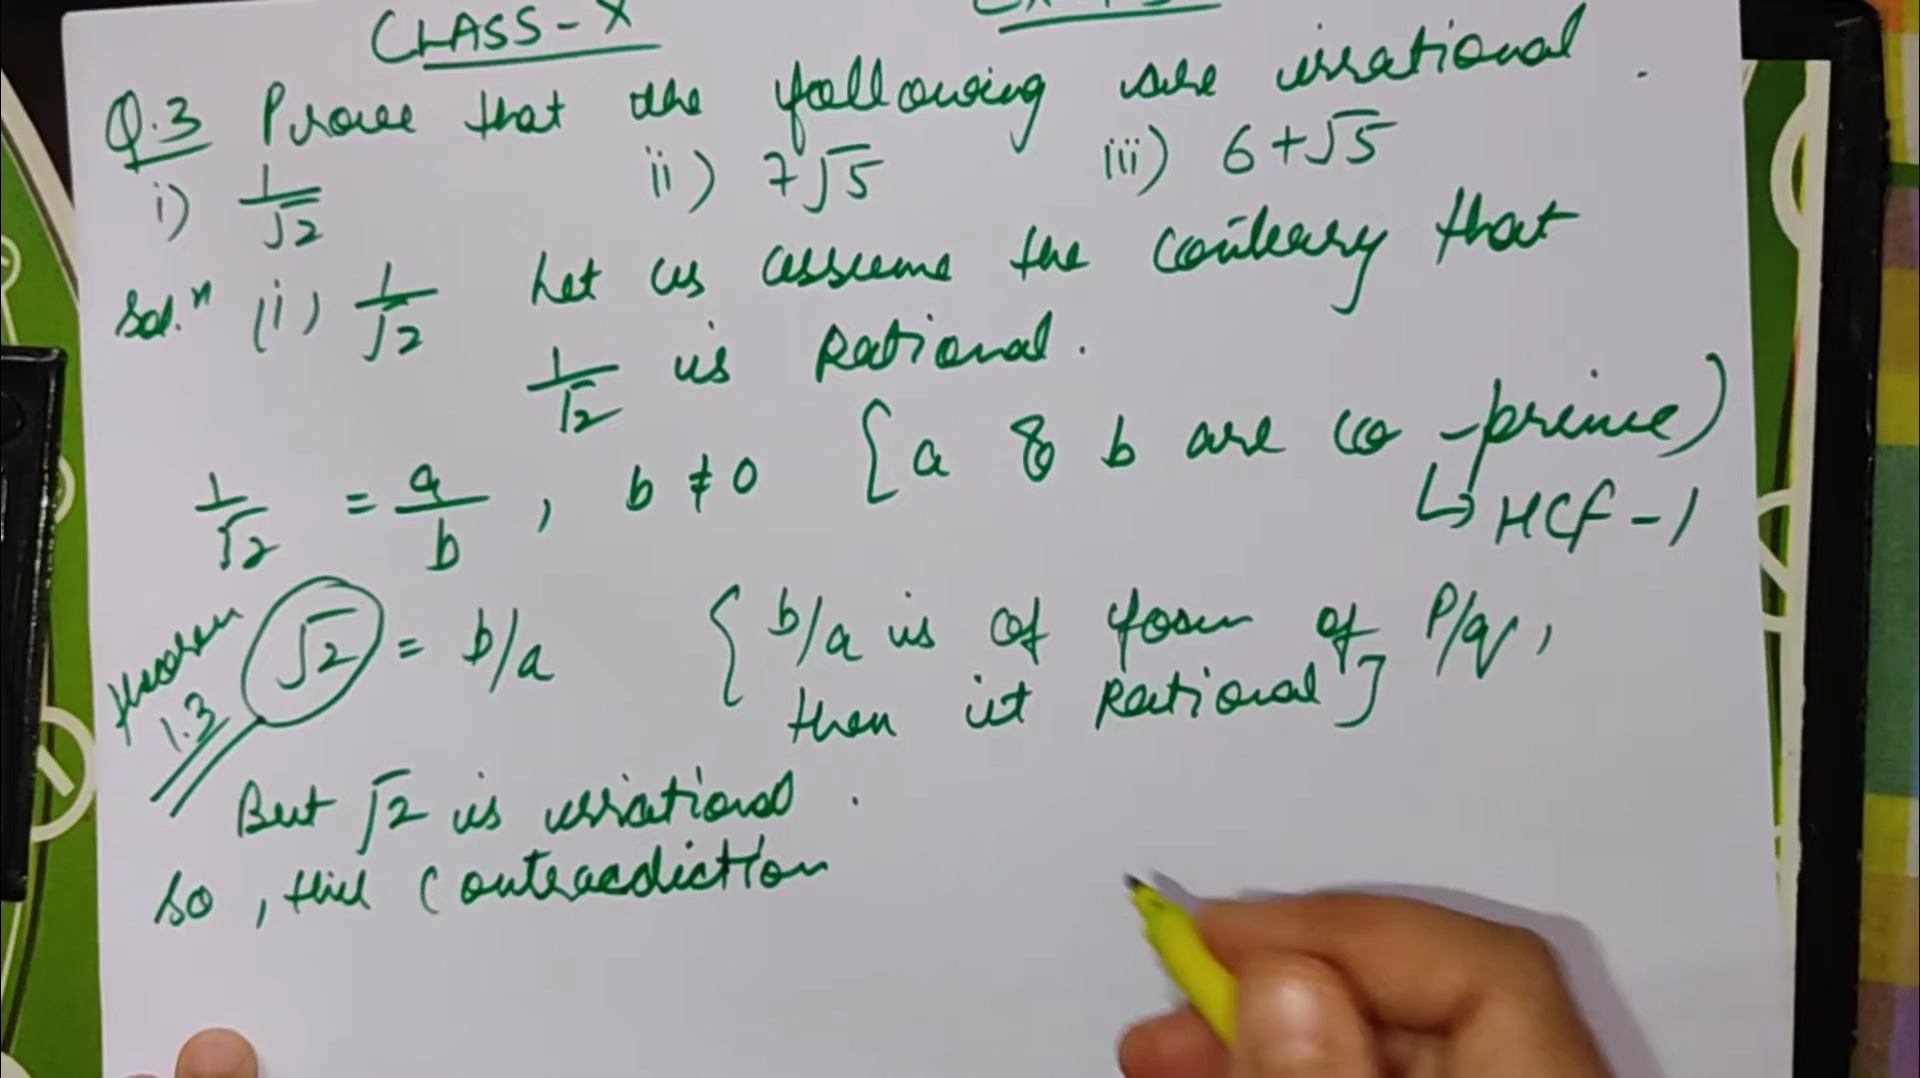 CLASS-X
Q.3 Prove that the following are irrational.
i) 1/√2 ii) 7√5 iii) 6+√5
Sol.ⁿ (i) 1/√2 Let us assume the contrary that
1/√2 is Rational.
1/√2 = a/b, b≠0 {a & b are co-prime)
↳ HCF-1
theorem 1.3 √2 = b/a {b/a is of form of P/q,
then it Rational]
But √2 is irrational.
So, this contradiction